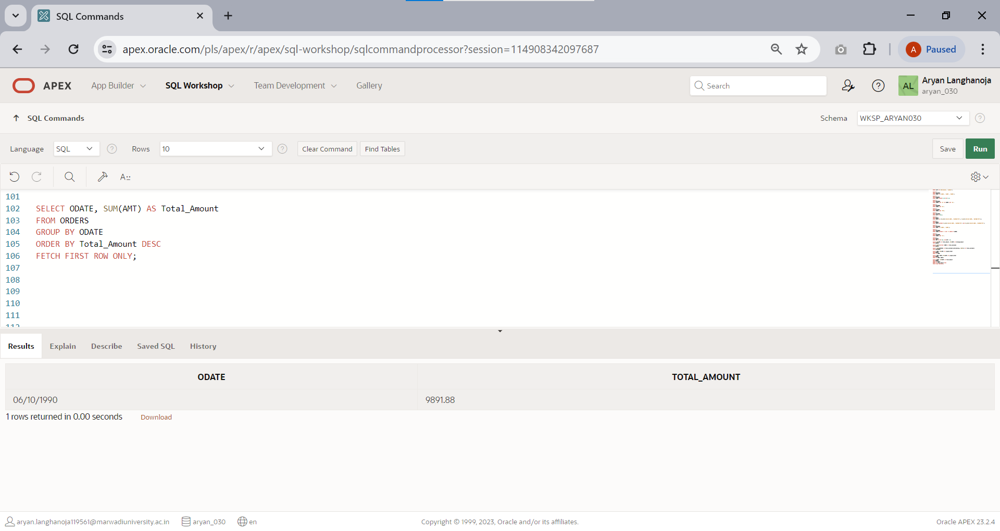 SQL Commands
apex.oracle.com/pls/apex/r/apex/sql-workshop/sqlcommandprocessor?session=114908342097687
A Paused
APEX App Builder SQL Workshop Team Development Gallery Search AL Aryan Langhanoja
aryan_030
SQL Commands Schema WKSP_ARYAN030
Language SQL Rows 10 Clear Command Find Tables Save Run
A
101
102 SELECT ODATE, SUM(AMT) AS Total_Amount
103 FROM ORDERS
104 GROUP BY ODATE
105 ORDER BY Total_Amount DESC
106 FETCH FIRST ROW ONLY;
107
108
109
110
111
112
Results Explain Describe Saved SQL History
ODATE TOTAL_AMOUNT
06/10/1990 9891.88
1 rows returned in 0.00 seconds Download
aryan.langhanoja119561@marwadiuniversity.ac.in aryan_030 en Copyright © 1999, 2023, Oracle and/or its affiliates. Oracle APEX 23.2.4